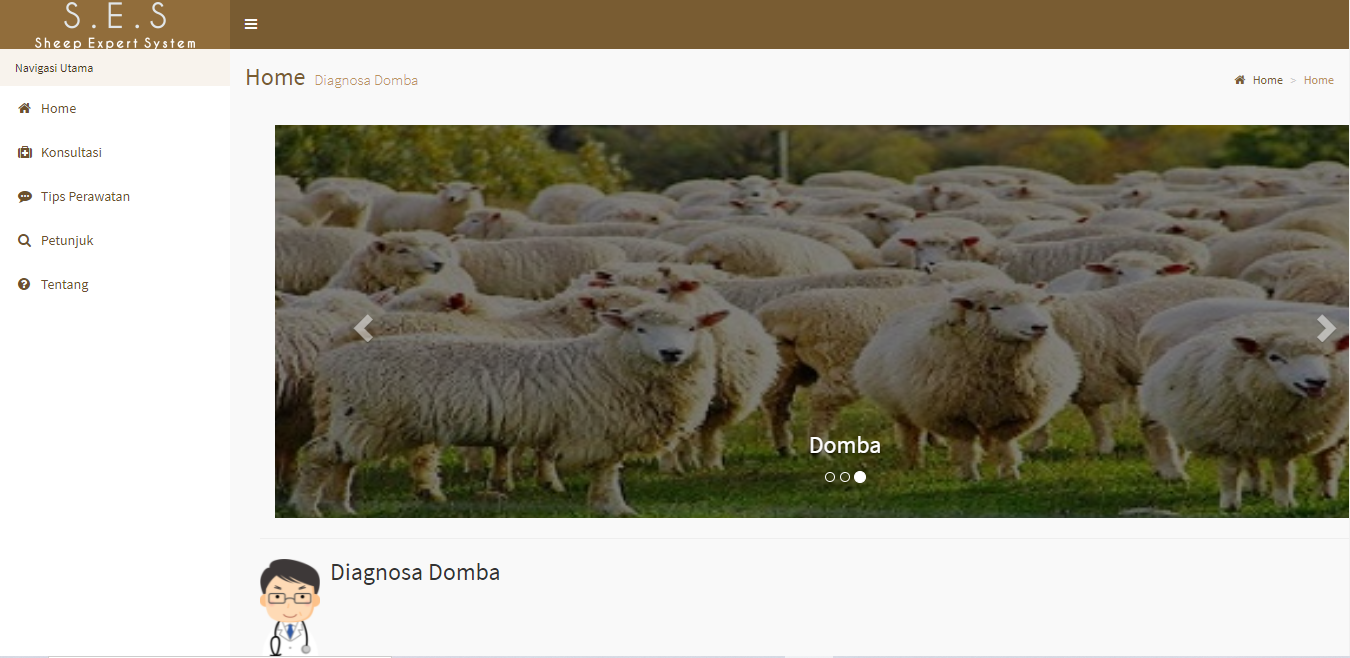 S.E.S
Sheep Expert System
Navigasi Utama
Home
Konsultasi
Tips Perawatan
Petunjuk
Tentang
Home Diagnosa Domba
Home > Home
Domba
Diagnosa Domba